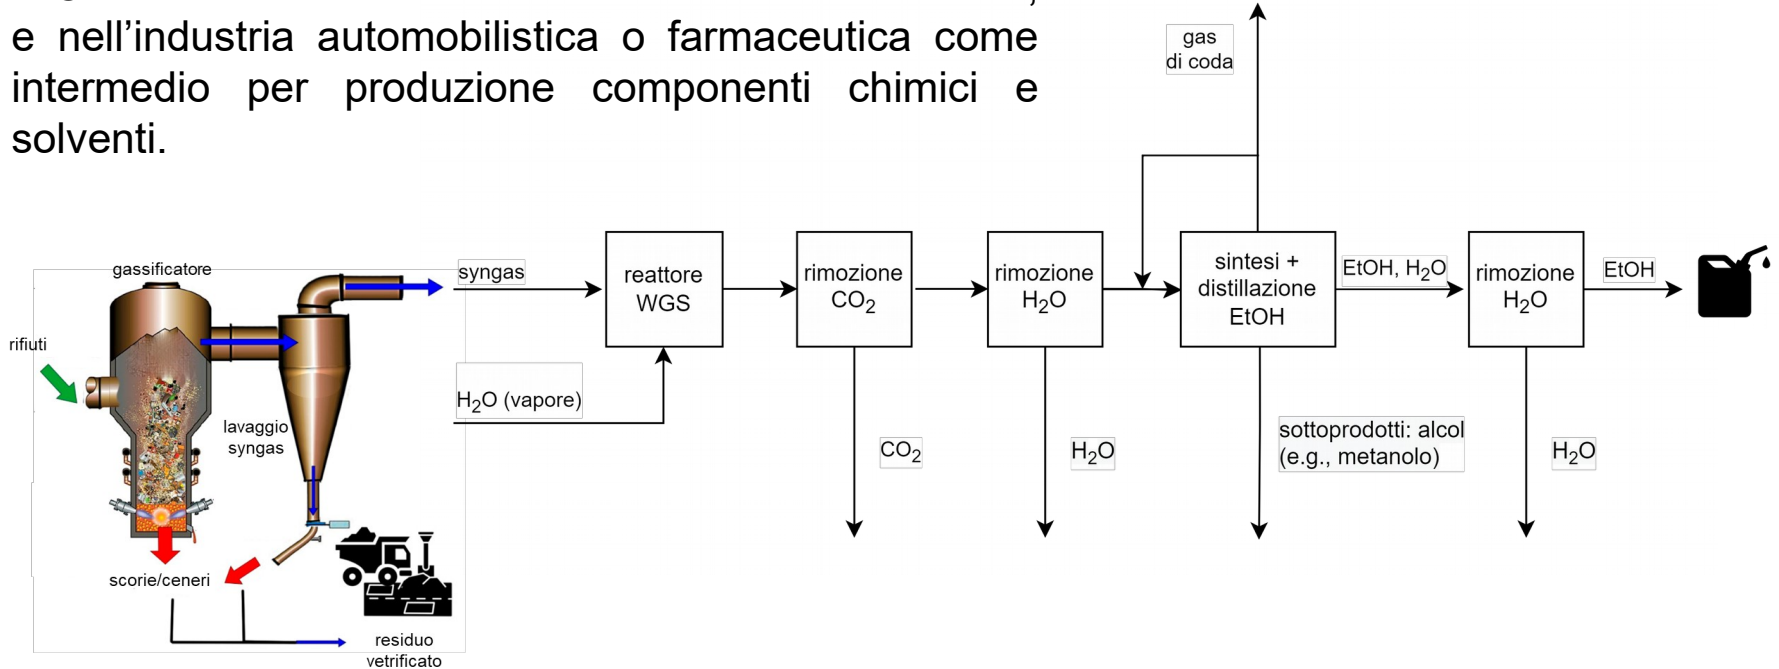 e nell’industria automobilistica o farmaceutica come
intermedio per produzione componenti chimici e
solventi.
gas
di coda
gassificatore
rifiuti
lavaggio
syngas
scorie/ceneri
residuo
vetrificato
syngas
H₂O (vapore)
reattore
WGS
rimozione
CO₂
CO₂
rimozione
H₂O
H₂O
sintesi +
distillazione
EtOH
sottoprodotti: alcol
(e.g., metanolo)
EtOH, H₂O
rimozione
H₂O
H₂O
EtOH